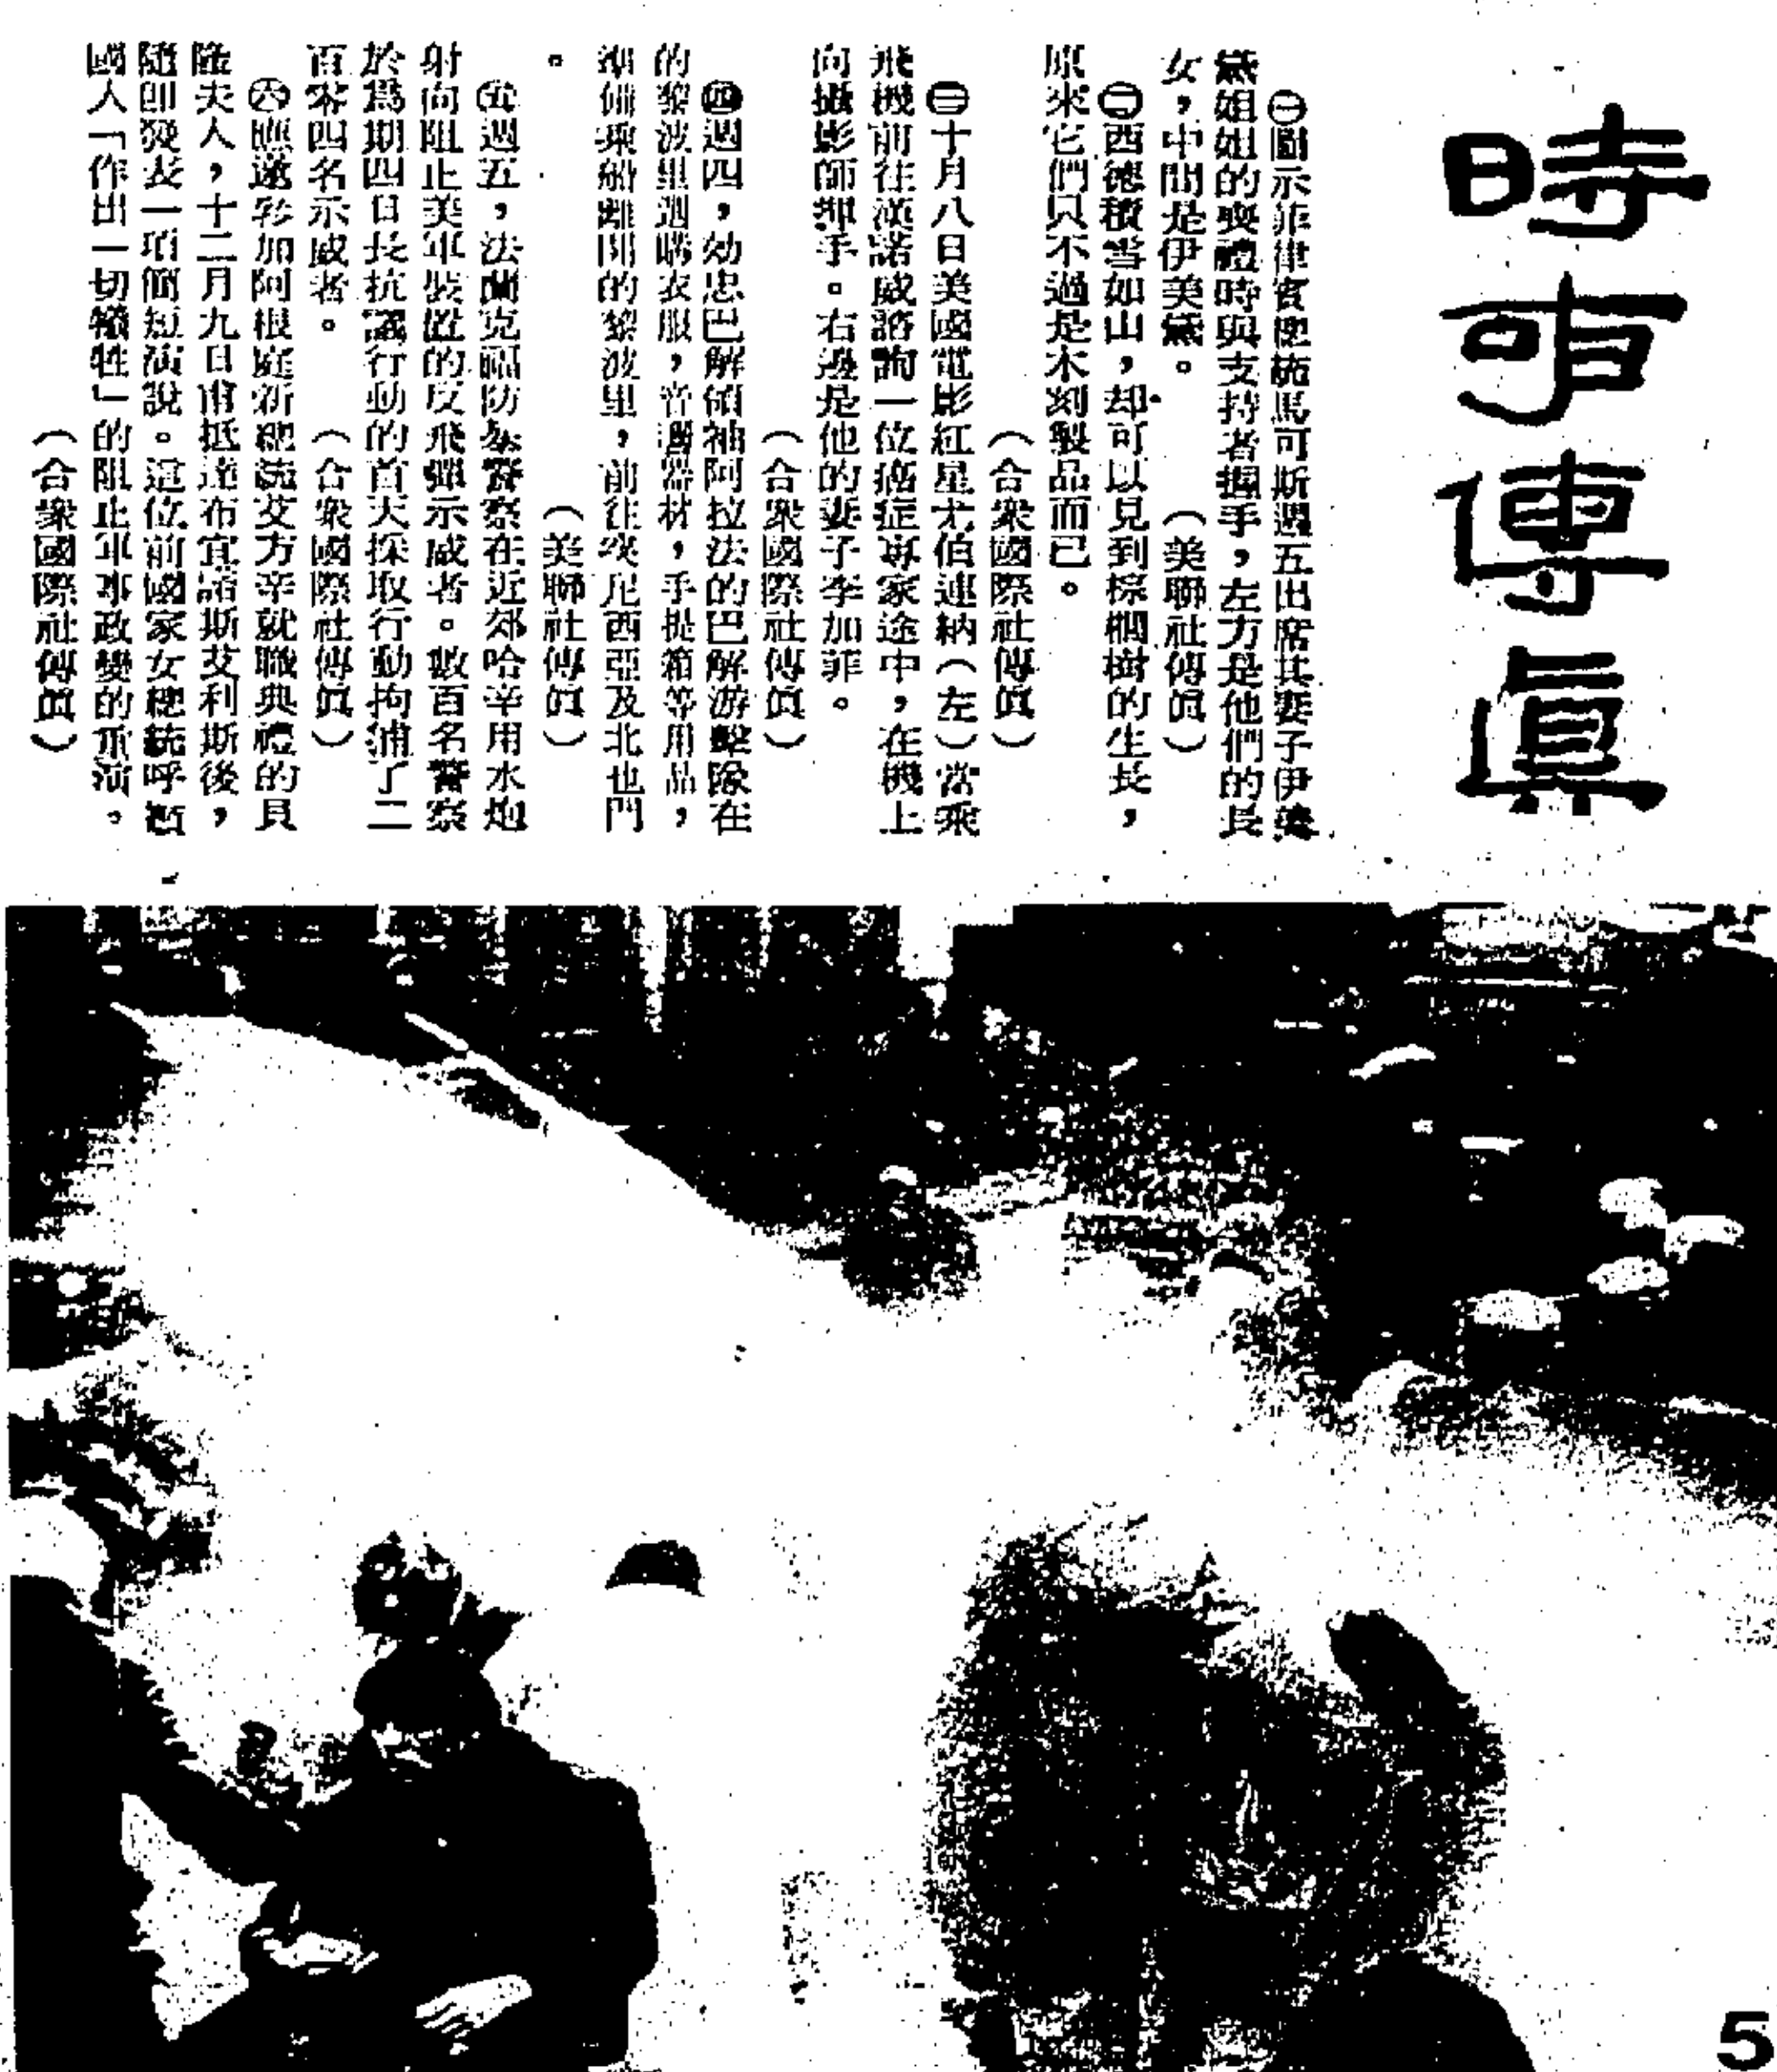 時事傳眞
㊀圖示菲律賓總統馬可斯週五出席其妻子伊美
黛姐姐的喪禮時與支持者握手，左方是他們的長
女，中間是伊美黛。（美聯社傳眞）
㊁西德積雪如山，却可以見到棕櫚樹的生長，
原來它們只不過是木刻製品而已。
（合衆國際社傳眞）
㊂十月八日美國電影紅星尤伯連納（左）當乘
飛機前往漢諾威諮詢一位癌症專家途中，在機上
向攝影師揮手。右邊是他的妻子李加菲。
（合衆國際社傳眞）
㊃週四，効忠巴解領袖阿拉法的巴解游擊隊在
的黎波里選購衣服，音響器材，手提箱等用品，
準備乘船離開的黎波里，前往突尼西亞及北也門
。（美聯社傳眞）
㊄週五，法蘭克福防暴警察在近郊哈辛用水炮
射向阻止美軍裝置的反飛彈示威者。數百名警察
於爲期四日長抗議行動的首天採取行動拘捕了二
百零四名示威者。（合衆國際社傳眞）
㊅應邀參加阿根庭新總統艾方辛就職典禮的貝
隆夫人，十二月九日甫抵達布宜諾斯艾利斯後，
隨即發表一項簡短演說。這位前國家女總統呼籲
國人「作出一切犧牲」的阻止軍事政變的重演。
（合衆國際社傳眞）
5